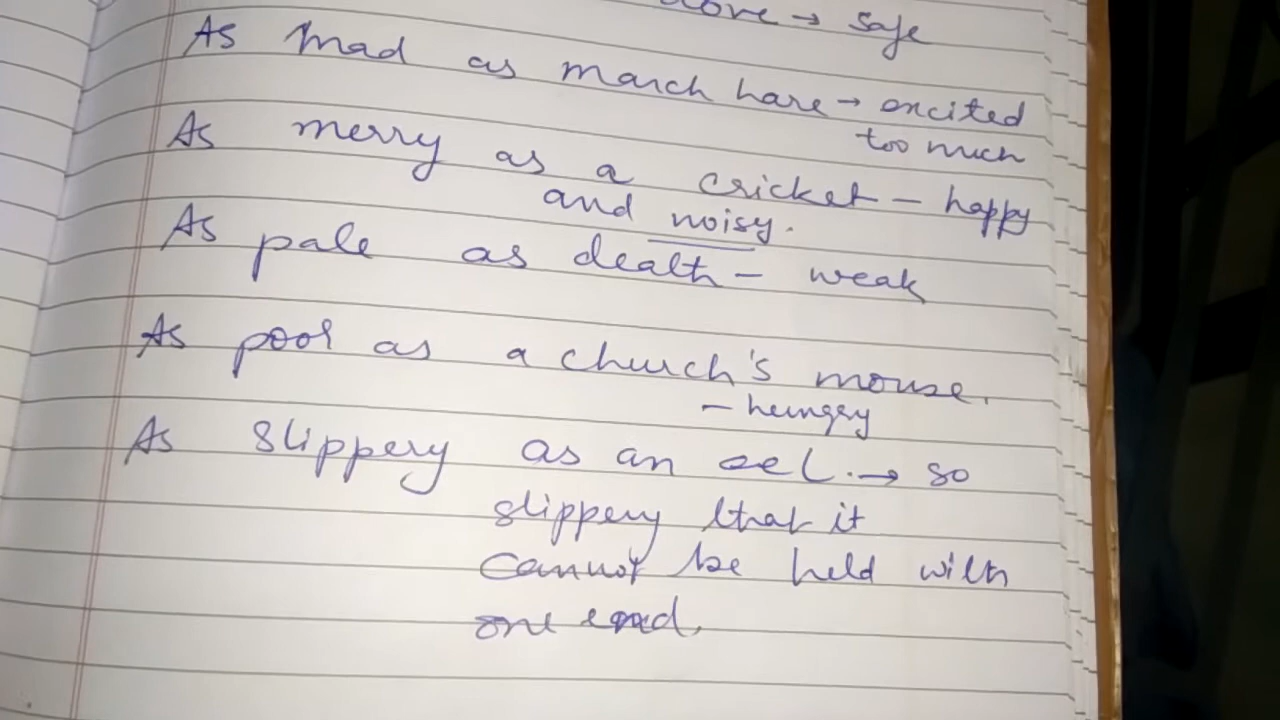 → safe
As mad as march hare → encited
too much
As merry as a cricket - happy
and noisy.
As pale as death - weak
As poor as a church's mouse.
- hungry
As slippery as an eel. → so
slippery that it
cannot be held with
one end.